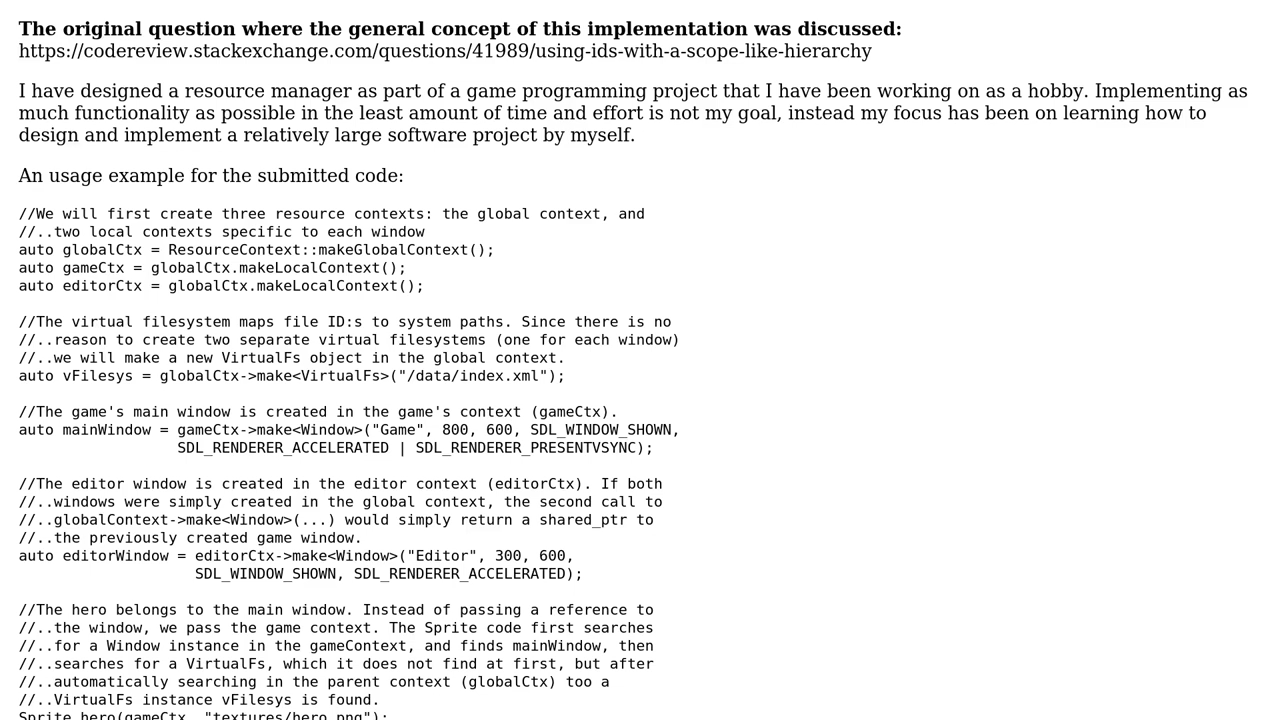 The original question where the general concept of this implementation was discussed:
https://codereview.stackexchange.com/questions/41989/using-ids-with-a-scope-like-hierarchy
I have designed a resource manager as part of a game programming project that I have been working on as a hobby. Implementing as
much functionality as possible in the least amount of time and effort is not my goal, instead my focus has been on learning how to
design and implement a relatively large software project by myself.
An usage example for the submitted code:
//We will first create three resource contexts: the global context, and
//..two local contexts specific to each window
auto globalCtx = ResourceContext::makeGlobalContext();
auto gameCtx = globalCtx.makeLocalContext();
auto editorCtx = globalCtx.makeLocalContext();
//The virtual filesystem maps file ID:s to system paths. Since there is no
//..reason to create two separate virtual filesystems (one for each window)
//..we will make a new VirtualFs object in the global context.
auto vFilesys = globalCtx->make<VirtualFs>("/data/index.xml");
//The game's main window is created in the game's context (gameCtx).
auto mainWindow = gameCtx->make<Window>("Game", 800, 600, SDL_WINDOW_SHOWN,
SDL_RENDERER_ACCELERATED | SDL_RENDERER_PRESENTVSYNC);
//The editor window is created in the editor context (editorCtx). If both
//..windows were simply created in the global context, the second call to
//..globalContext->make<Window>(...) would simply return a shared_ptr to
//..the previously created game window.
auto editorWindow = editorCtx->make<Window>("Editor", 300, 600,
SDL_WINDOW_SHOWN, SDL_RENDERER_ACCELERATED);
//The hero belongs to the main window. Instead of passing a reference to
//..the window, we pass the game context. The Sprite code first searches
//..for a Window instance in the gameContext, and finds mainWindow, then
//..searches for a VirtualFs, which it does not find at first, but after
//..automatically searching in the parent context (globalCtx) too a
//..VirtualFs instance vFilesys is found.
Sprite hero(gameCtx, "textures/hero.png");